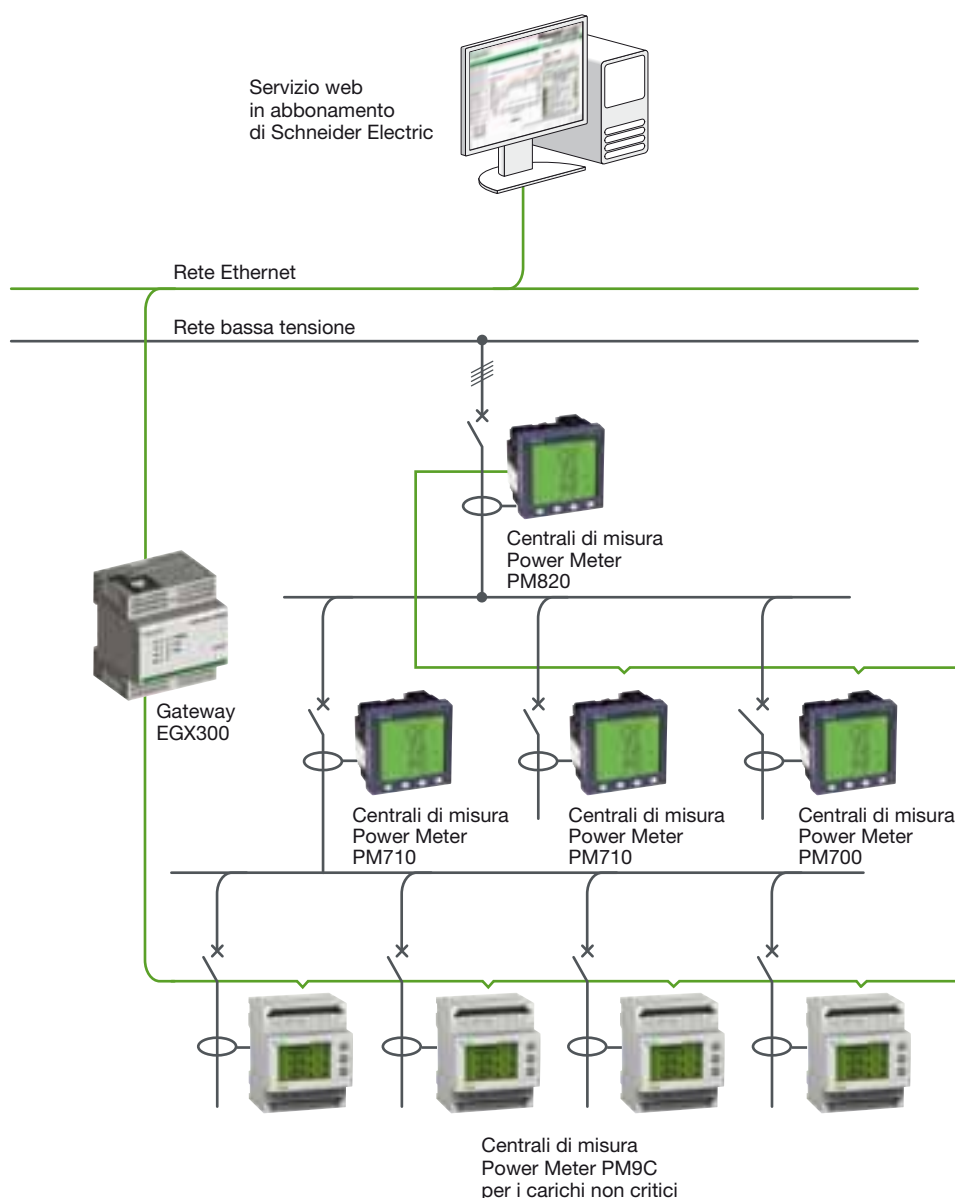 Servizio web
in abbonamento
di Schneider Electric
Rete Ethernet
Rete bassa tensione
Centrali di misura
Power Meter
PM820
Gateway
EGX300
Centrali di misura
Power Meter
PM710
Centrali di misura
Power Meter
PM710
Centrali di misura
Power Meter
PM700
Centrali di misura
Power Meter PM9C
per i carichi non critici